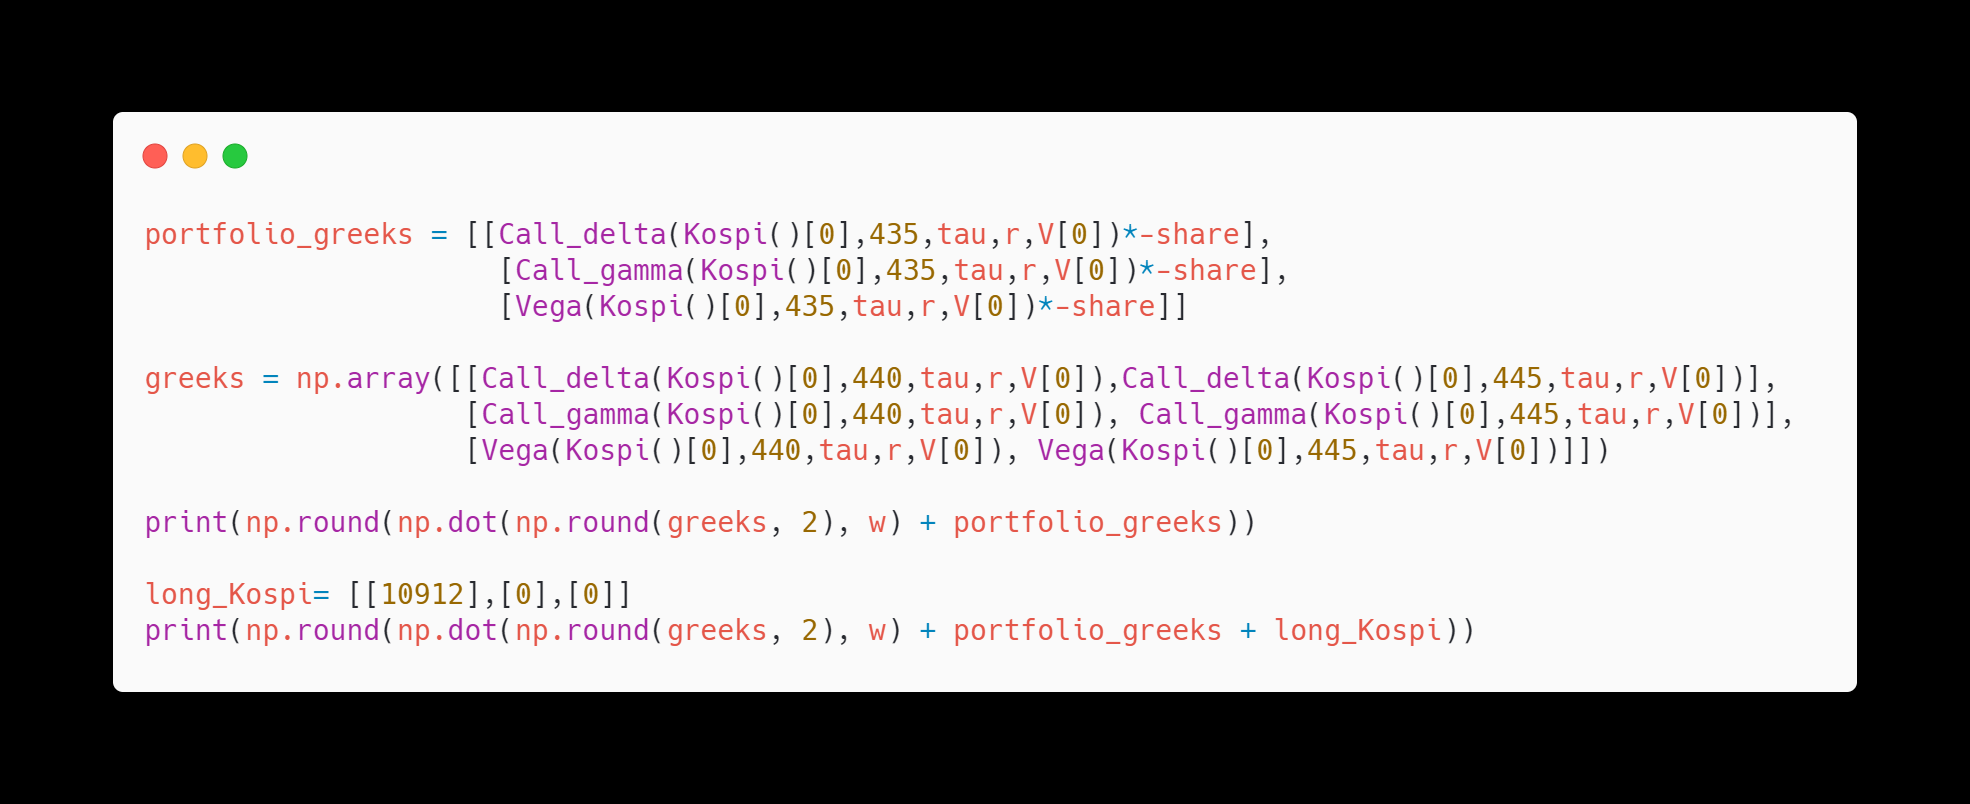 portfolio_greeks = [[Call_delta(Kospi()[0],435,tau,r,V[0])*-share],
                     [Call_gamma(Kospi()[0],435,tau,r,V[0])*-share],
                     [Vega(Kospi()[0],435,tau,r,V[0])*-share]]

greeks = np.array([[Call_delta(Kospi()[0],440,tau,r,V[0]),Call_delta(Kospi()[0],445,tau,r,V[0])],
                   [Call_gamma(Kospi()[0],440,tau,r,V[0]), Call_gamma(Kospi()[0],445,tau,r,V[0])],
                   [Vega(Kospi()[0],440,tau,r,V[0]), Vega(Kospi()[0],445,tau,r,V[0])]])

print(np.round(np.dot(np.round(greeks, 2), w) + portfolio_greeks))

long_Kospi= [[10912],[0],[0]]
print(np.round(np.dot(np.round(greeks, 2), w) + portfolio_greeks + long_Kospi))